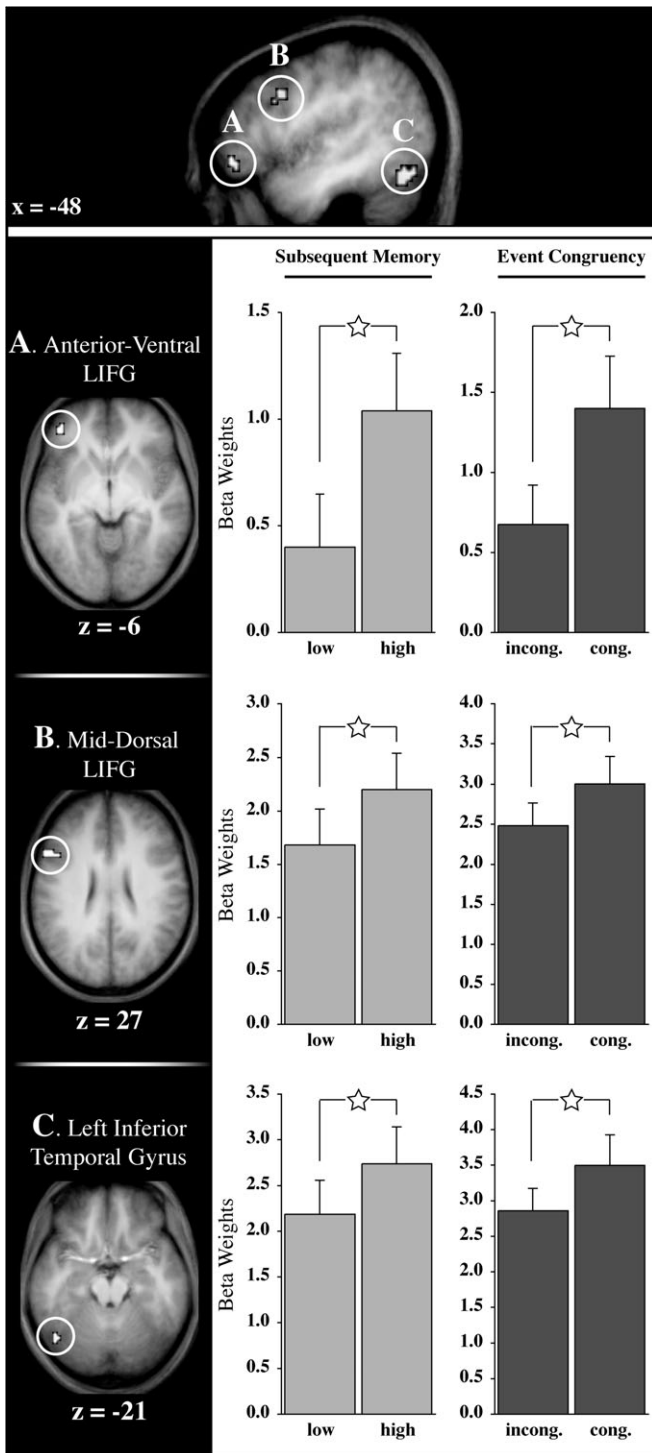 B
A
C
x = -48
Subsequent Memory
Event Congruency
A. Anterior-Ventral
LIFG
z = -6
Beta Weights
1.5
1.0
0.5
0.0
low high
2.0
1.5
1.0
0.5
0.0
incong. cong.
B. Mid-Dorsal
LIFG
z = 27
Beta Weights
3.0
2.5
2.0
1.5
1.0
0.5
0.0
low high
4.0
3.5
3.0
2.5
2.0
1.5
1.0
0.5
0.0
incong. cong.
C. Left Inferior
Temporal Gyrus
z = -21
Beta Weights
3.5
3.0
2.5
2.0
1.5
1.0
0.5
0.0
low high
4.5
4.0
3.5
3.0
2.5
2.0
1.5
1.0
0.5
0.0
incong. cong.